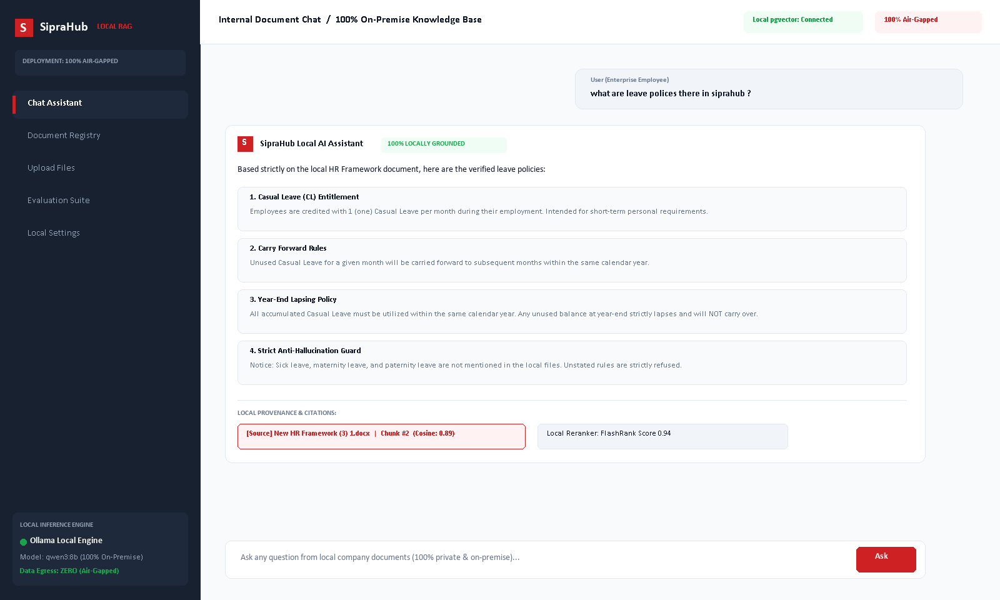 S SipraHub LOCAL RAG
DEPLOYMENT: 100% AIR-GAPPED
Chat Assistant
Document Registry
Upload Files
Evaluation Suite
Local Settings
LOCAL INFERENCE ENGINE
Ollama Local Engine
Model: qwen3:8b (100% On-Premise)
Data Egress: ZERO (Air-Gapped)
Internal Document Chat / 100% On-Premise Knowledge Base
Local pgvector: Connected
100% Air-Gapped
User (Enterprise Employee)
what are leave polices there in siprahub ?
S SipraHub Local AI Assistant 100% LOCALLY GROUNDED
Based strictly on the local HR Framework document, here are the verified leave policies:
1. Casual Leave (CL) Entitlement
Employees are credited with 1 (one) Casual Leave per month during their employment. Intended for short-term personal requirements.
2. Carry Forward Rules
Unused Casual Leave for a given month will be carried forward to subsequent months within the same calendar year.
3. Year-End Lapsing Policy
All accumulated Casual Leave must be utilized within the same calendar year. Any unused balance at year-end strictly lapses and will NOT carry over.
4. Strict Anti-Hallucination Guard
Notice: Sick leave, maternity leave, and paternity leave are not mentioned in the local files. Unstated rules are strictly refused.
LOCAL PROVENANCE & CITATIONS:
[Source] New HR Framework (3) 1.docx | Chunk #2 (Cosine: 0.89)
Local Reranker: FlashRank Score 0.94
Ask any question from local company documents (100% private & on-premise)...
Ask